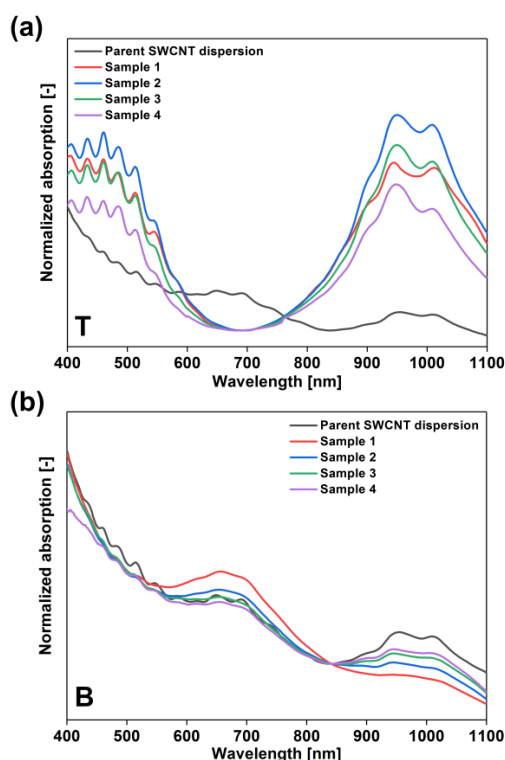 (a)
Normalized absorption [-]
Parent SWCNT dispersion
Sample 1
Sample 2
Sample 3
Sample 4
T
400 500 600 700 800 900 1000 1100
Wavelength [nm]
(b)
Normalized absorption [-]
Parent SWCNT dispersion
Sample 1
Sample 2
Sample 3
Sample 4
B
400 500 600 700 800 900 1000 1100
Wavelength [nm]